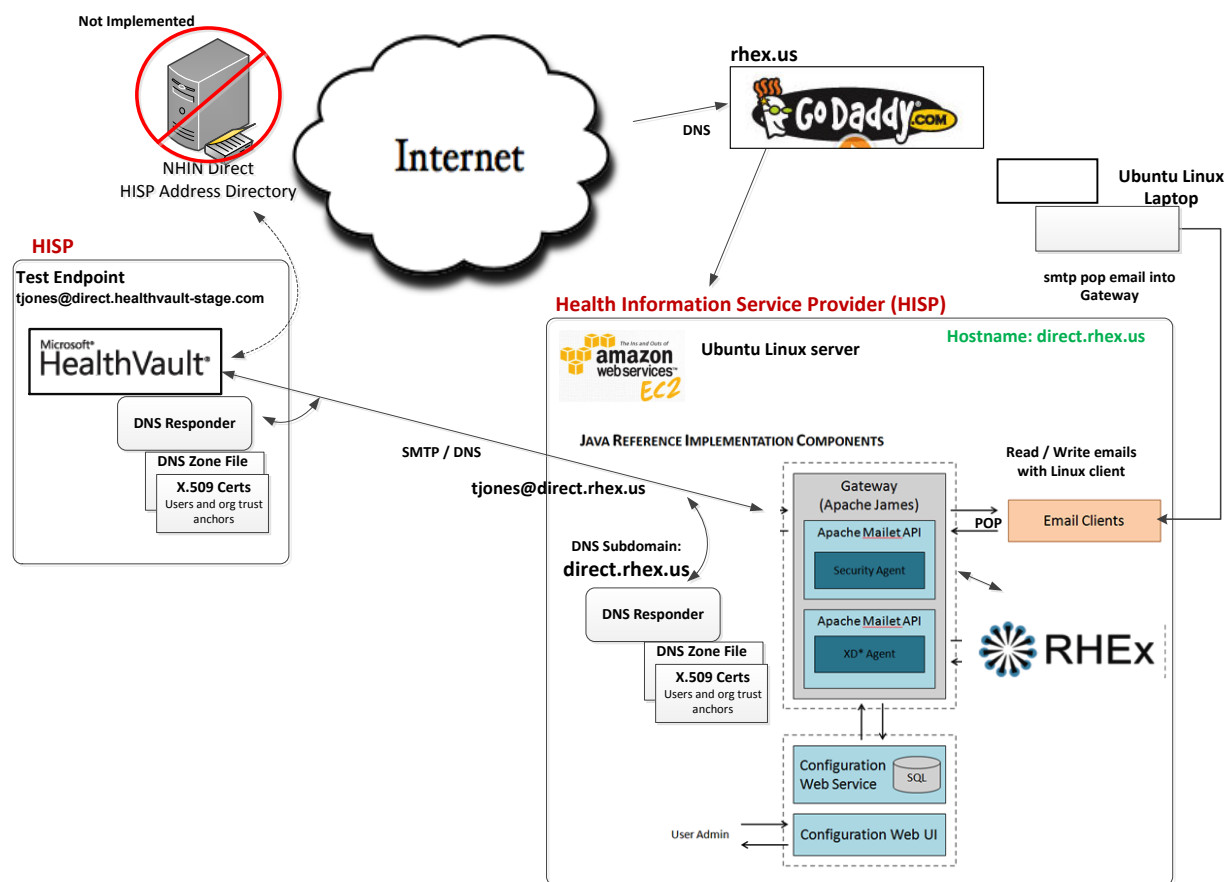 Not Implemented
NHIN Direct
HISP Address Directory
Internet
DNS
rhex.us
GoDaddy
.COM
Ubuntu Linux
Laptop
smtp pop email into
Gateway
HISP
Test Endpoint
tjones@direct.healthvault-stage.com
Microsoft®
HealthVault®
DNS Responder
DNS Zone File
X.509 Certs
Users and org trust
anchors
SMTP / DNS
tjones@direct.rhex.us
DNS Subdomain:
direct.rhex.us
DNS Responder
DNS Zone File
X.509 Certs
Users and org trust
anchors
Health Information Service Provider (HISP)
The Ins and Outs of
amazon
webservices™
EC2
Ubuntu Linux server
Hostname: direct.rhex.us
JAVA REFERENCE IMPLEMENTATION COMPONENTS
Gateway
(Apache James)
Apache Mailet API
Security Agent
Apache Mailet API
XD* Agent
POP
Read / Write emails
with Linux client
Email Clients
RHEx
Configuration
Web Service
SQL
User Admin
Configuration Web UI